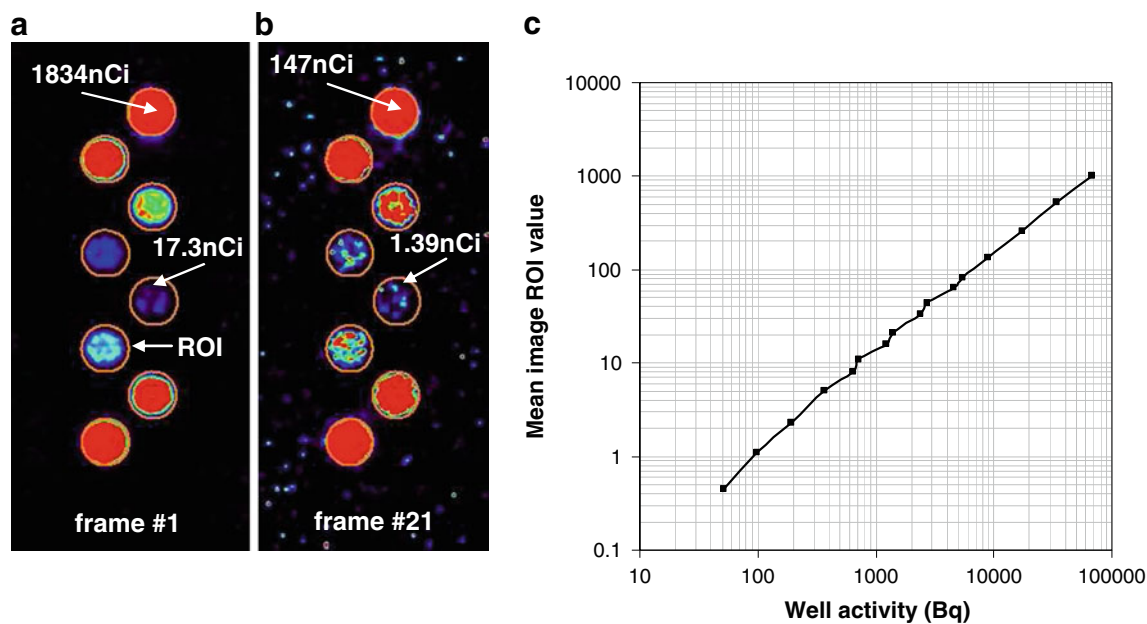 a
1834nCi
17.3nCi
ROI
frame #1
b
147nCi
1.39nCi
frame #21
c
Mean image ROI value
10000
1000
100
10
1
0.1
10 100 1000 10000 100000
Well activity (Bq)